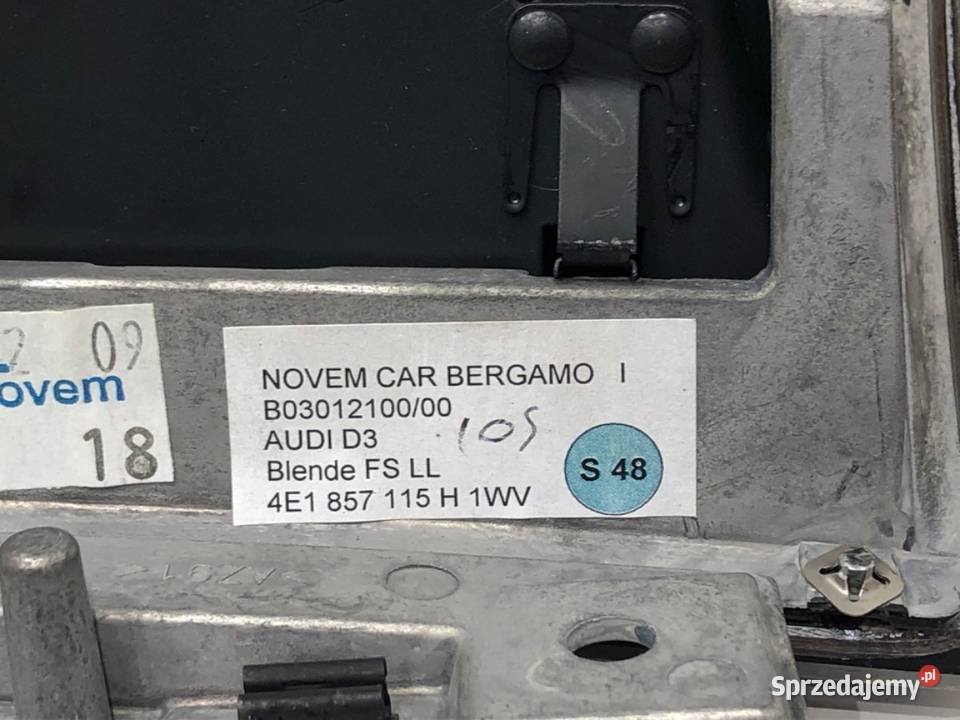 09
ovem
18
NOVEM CAR BERGAMO I
B03012100/00
AUDI D3
105
Blende FS LL
S 48
4E1 857 115 H 1WV
Sprzedajemy.pl